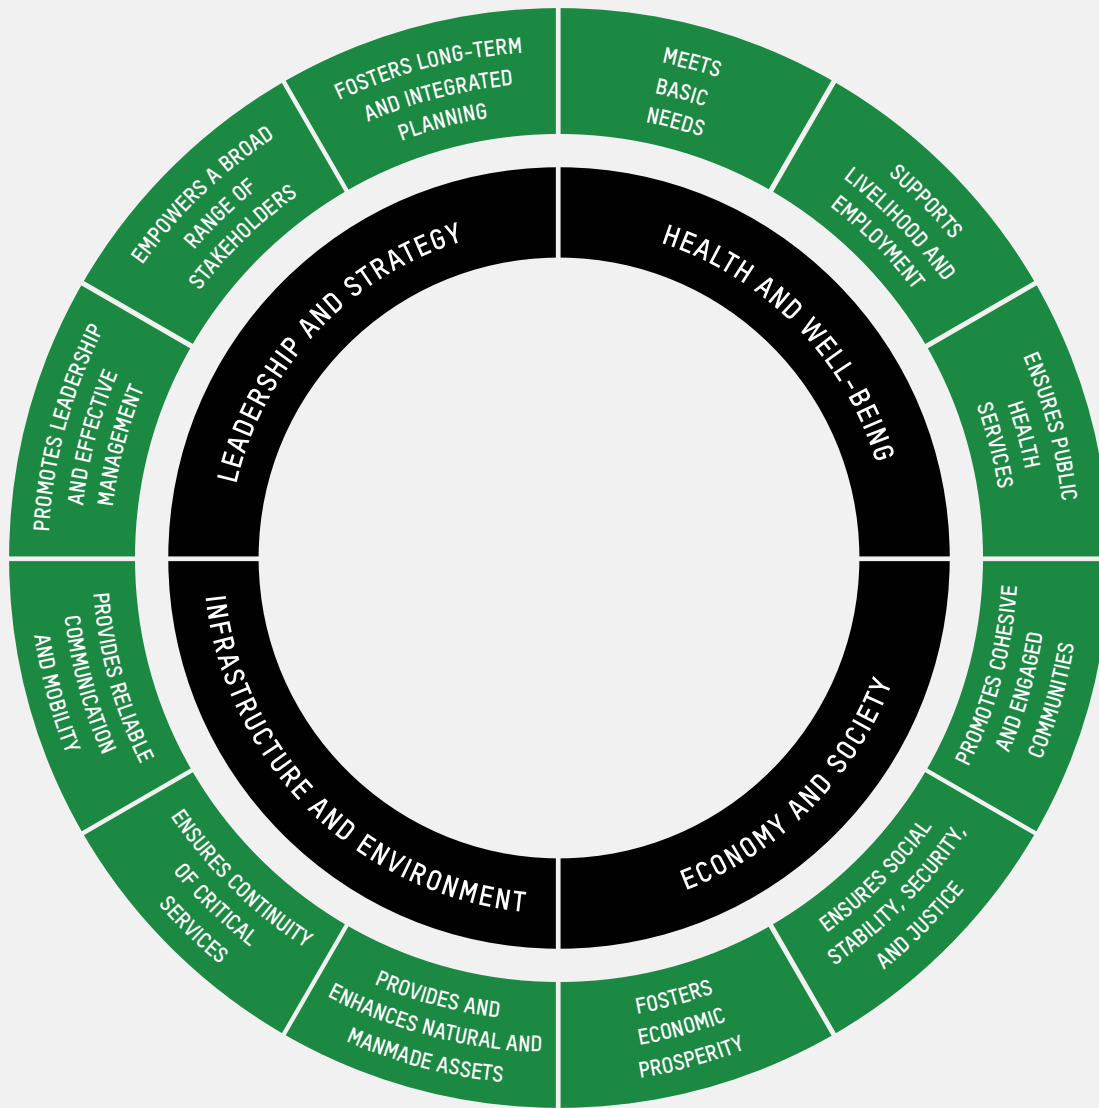 FOSTERS LONG-TERM
AND INTEGRATED
PLANNING
MEETS
BASIC
NEEDS
EMPOWERS A BROAD
RANGE OF
STAKEHOLDERS
SUPPORTS
LIVELIHOOD AND
EMPLOYMENT
LEADERSHIP AND STRATEGY
HEALTH AND WELL-BEING
PROMOTES LEADERSHIP
AND EFFECTIVE
MANAGEMENT
ENSURES PUBLIC
HEALTH
SERVICES
PROVIDES RELIABLE
COMMUNICATION
AND MOBILITY
PROMOTES COHESIVE
AND ENGAGED
COMMUNITIES
INFRASTRUCTURE AND ENVIRONMENT
ECONOMY AND SOCIETY
ENSURES CONTINUITY
OF CRITICAL
SERVICES
ENSURES SOCIAL
STABILITY, SECURITY,
AND JUSTICE
PROVIDES AND
ENHANCES NATURAL AND
MANMADE ASSETS
FOSTERS
ECONOMIC
PROSPERITY